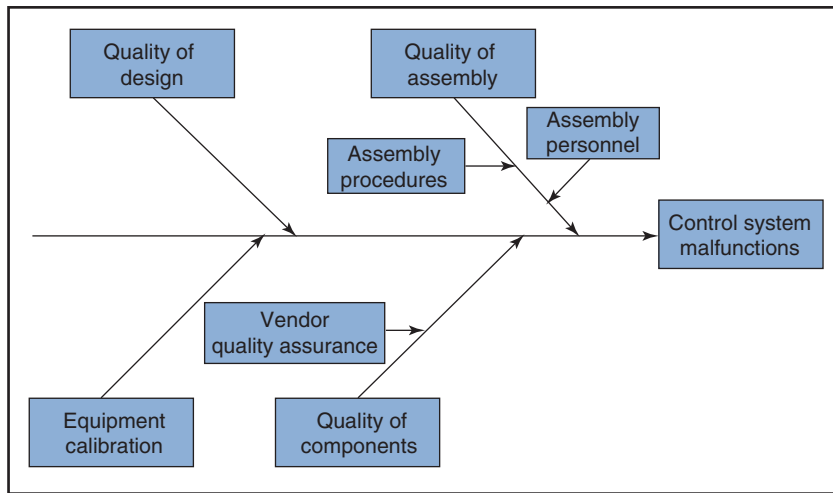 Quality of
design
Quality of
assembly
Assembly
personnel
Assembly
procedures
Control system
malfunctions
Vendor
quality assurance
Equipment
calibration
Quality of
components